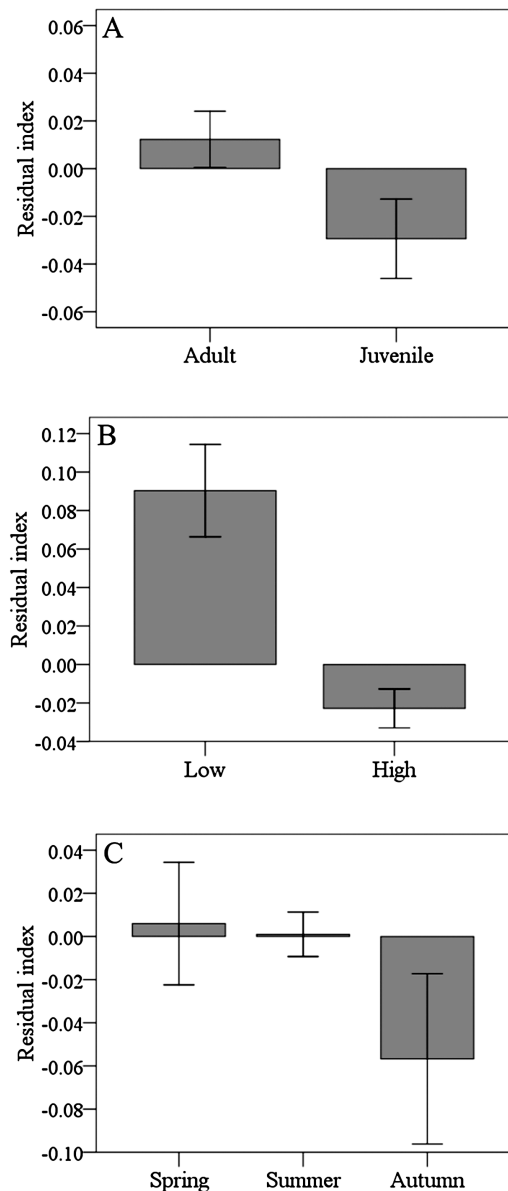 A
Residual index
0.06
0.04
0.02
0.00
-0.02
-0.04
-0.06
Adult Juvenile
B
Residual index
0.12
0.10
0.08
0.06
0.04
0.02
0.00
-0.02
-0.04
Low High
C
Residual index
0.04
0.02
0.00
-0.02
-0.04
-0.06
-0.08
-0.10
Spring Summer Autumn